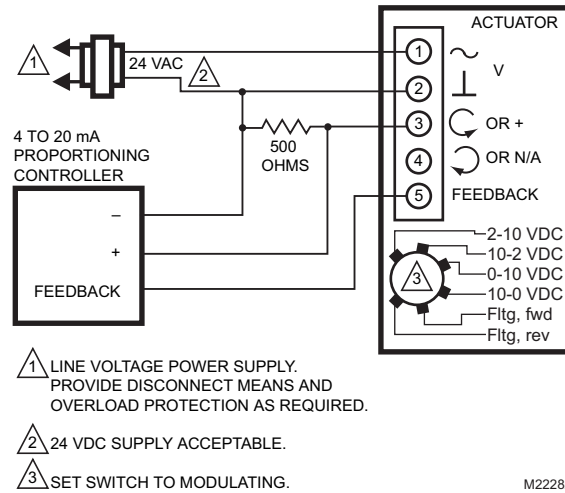 ACTUATOR
1
24 VAC
2
1
V
2
3
OR +
500
OHMS
4
OR N/A
5
FEEDBACK
4 TO 20 mA
PROPORTIONING
CONTROLLER
–
+
FEEDBACK
2-10 VDC
10-2 VDC
0-10 VDC
10-0 VDC
Fltg, fwd
Fltg, rev
3
1 LINE VOLTAGE POWER SUPPLY.
PROVIDE DISCONNECT MEANS AND
OVERLOAD PROTECTION AS REQUIRED.
2 24 VDC SUPPLY ACCEPTABLE.
3 SET SWITCH TO MODULATING.
M2228